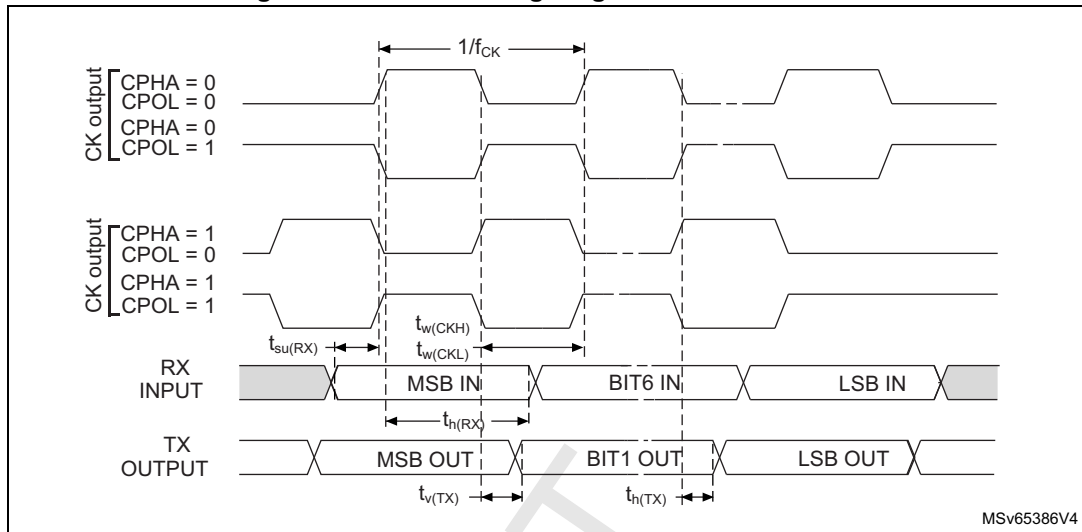 1/fCK
CK output
CPHA = 0
CPOL = 0
CPHA = 0
CPOL = 1
CK output
CPHA = 1
CPOL = 0
CPHA = 1
CPOL = 1
tw(CKH)
tw(CKL)
tsu(RX)
RX
INPUT
MSB IN
BIT6 IN
LSB IN
th(RX)
TX
OUTPUT
MSB OUT
BIT1 OUT
LSB OUT
tv(TX)
th(TX)
MSv65386V4